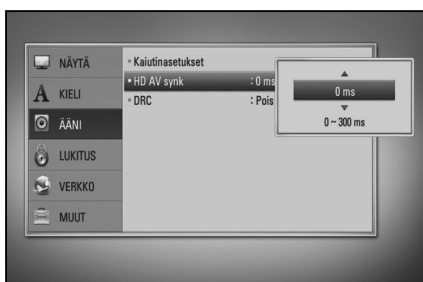 NÄYTÄ
KIELI
ÄÄNI
LUKITUS
VERKKO
MUUT
• Kaiutinasetukset
• HD AV synk : 0 ms
• DRC : Pois
0 ms
0 ~ 300 ms